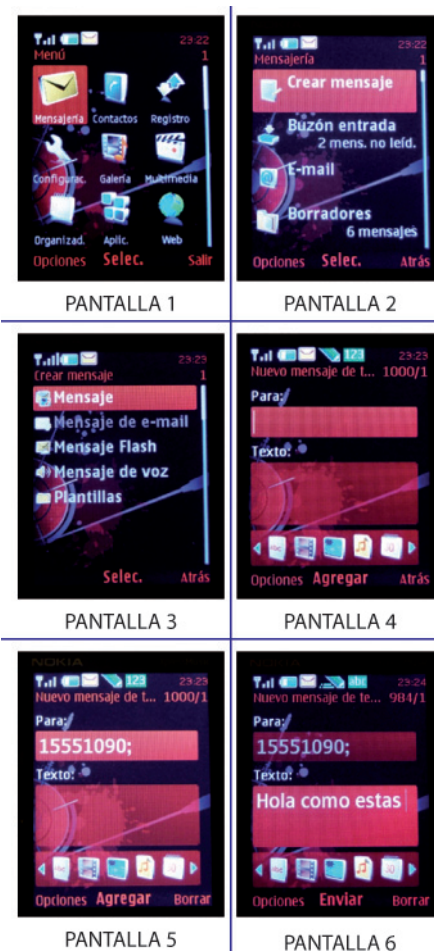 23:22
Menú 1
Mensajería Contactos Registro
Configurac. Galería Multimedia
Organizad. Aplic. Web
Opciones Selec. Salir
PANTALLA 1
23:22
Mensajería 1
Crear mensaje
Buzón entrada
2 mens. no leíd.
E-mail
Borradores
6 mensajes
Opciones Selec. Atrás
PANTALLA 2
23:23
Crear mensaje 1
Mensaje
Mensaje de e-mail
Mensaje Flash
Mensaje de voz
Plantillas
Selec. Atrás
PANTALLA 3
123 23:23
Nuevo mensaje de t... 1000/1
Para:
Texto:
Opciones Agregar Atrás
PANTALLA 4
NOKIA
123 23:23
Nuevo mensaje de t... 1000/1
Para:
15551090;
Texto:
Opciones Agregar Borrar
PANTALLA 5
abc 23:24
Nuevo mensaje de te... 984/1
Para:
15551090;
Texto:
Hola como estas
Opciones Enviar Borrar
PANTALLA 6